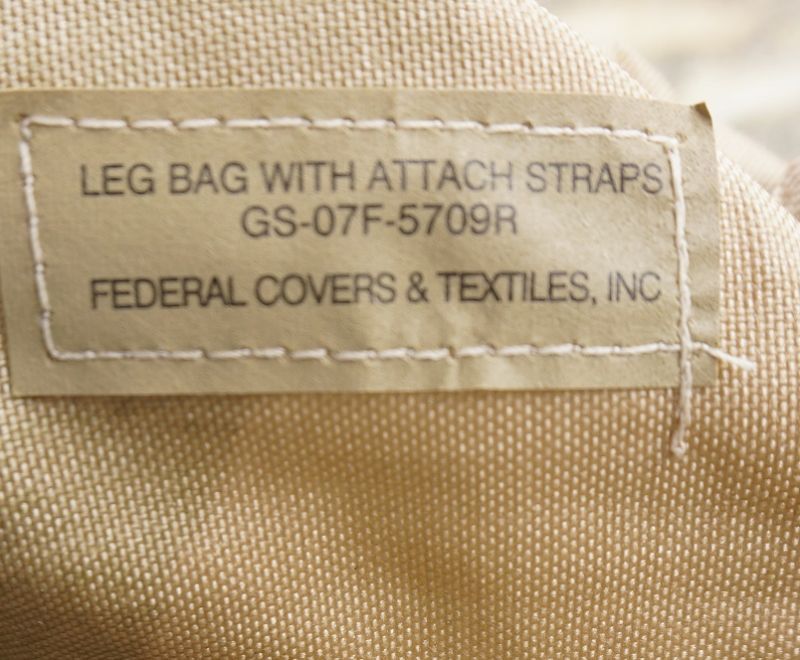 LEG BAG WITH ATTACH STRAPS
GS-07F-5709R
FEDERAL COVERS & TEXTILES, INC